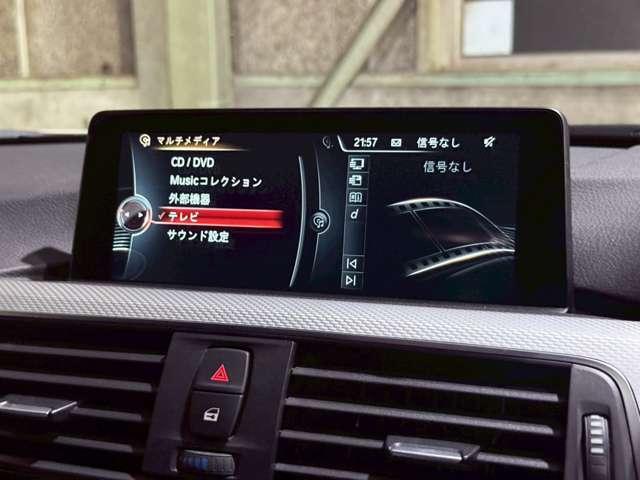 マルチメディア
CD / DVD
Musicコレクション
外部機器
テレビ
サウンド設定
21:57 信号なし
信号なし
d